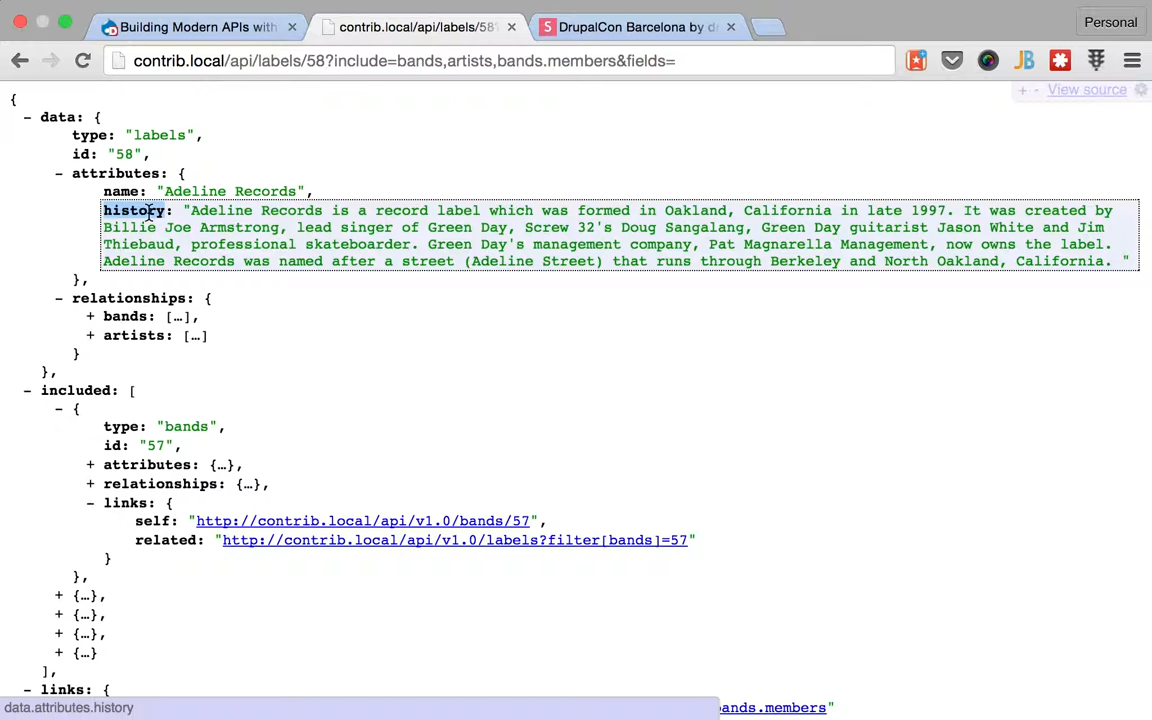 Building Modern APIs with
contrib.local/api/labels/58?
DrupalCon Barcelona by d
Personal
contrib.local/api/labels/58?include=bands,artists,bands.members&fields=
JB
+ - View source
{
- data: {
type: "labels",
id: "58",
- attributes: {
name: "Adeline Records",
history: "Adeline Records is a record label which was formed in Oakland, California in late 1997. It was created by
Billie Joe Armstrong, lead singer of Green Day, Screw 32's Doug Sangalang, Green Day guitarist Jason White and Jim
Thiebaud, professional skateboarder. Green Day's management company, Pat Magnarella Management, now owns the label.
Adeline Records was named after a street (Adeline Street) that runs through Berkeley and North Oakland, California. "
},
- relationships: {
+ bands: […],
+ artists: […]
}
},
- included: [
- {
type: "bands",
id: "57",
+ attributes: {…},
+ relationships: {…},
- links: {
self: "http://contrib.local/api/v1.0/bands/57",
related: "http://contrib.local/api/v1.0/labels?filter[bands]=57"
}
},
+ {…},
+ {…},
+ {…},
+ {…}
],
- links: {
data.attributes.history
bands.members"